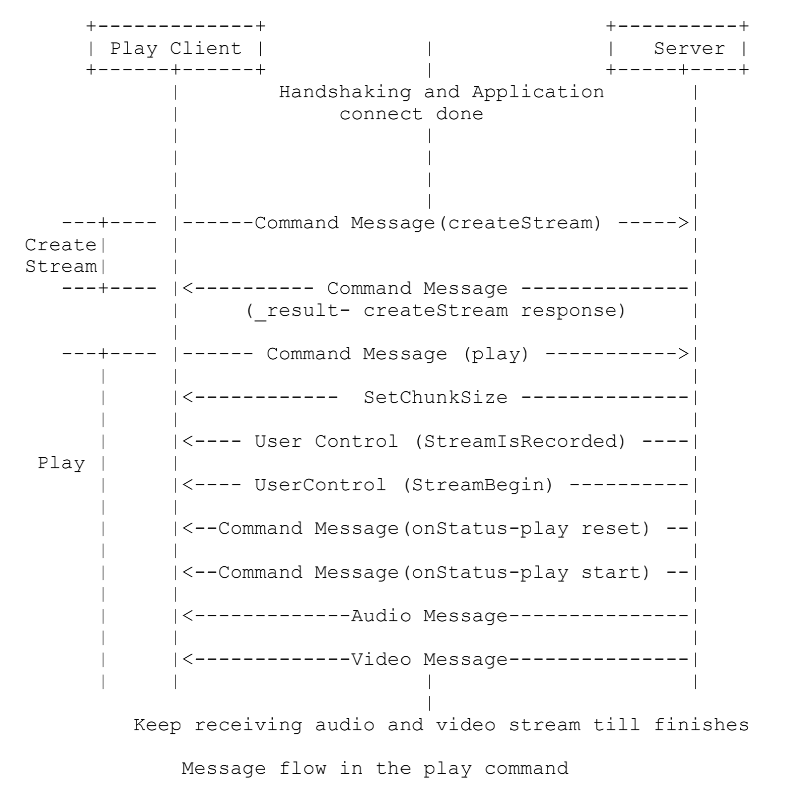 +-------------+                            +----------+
| Play Client |             |              |   Server |
+------+------+             |              +-----+----+
|        Handshaking and Application       |
|             connect done                 |
|                    |                     |
|                    |                     |
|                    |                     |
|                    |                     |
---+---- |------Command Message(createStream) ----->|
Create|     |                                          |
Stream|     |                                          |
---+---- |<---------- Command Message --------------|
|     (_result- createStream response)     |
|                                          |
---+---- |------ Command Message (play) ----------->|
|     |                                          |
|     |<------------  SetChunkSize --------------|
|     |                                          |
|     |<---- User Control (StreamIsRecorded) ----|
Play |     |                                          |
|     |<---- UserControl (StreamBegin) ----------|
|     |                                          |
|     |<--Command Message(onStatus-play reset) --|
|     |                                          |
|     |<--Command Message(onStatus-play start) --|
|     |                                          |
|     |<-------------Audio Message---------------|
|     |                                          |
|     |<-------------Video Message---------------|
|     |                    |                     |
|
Keep receiving audio and video stream till finishes
Message flow in the play command